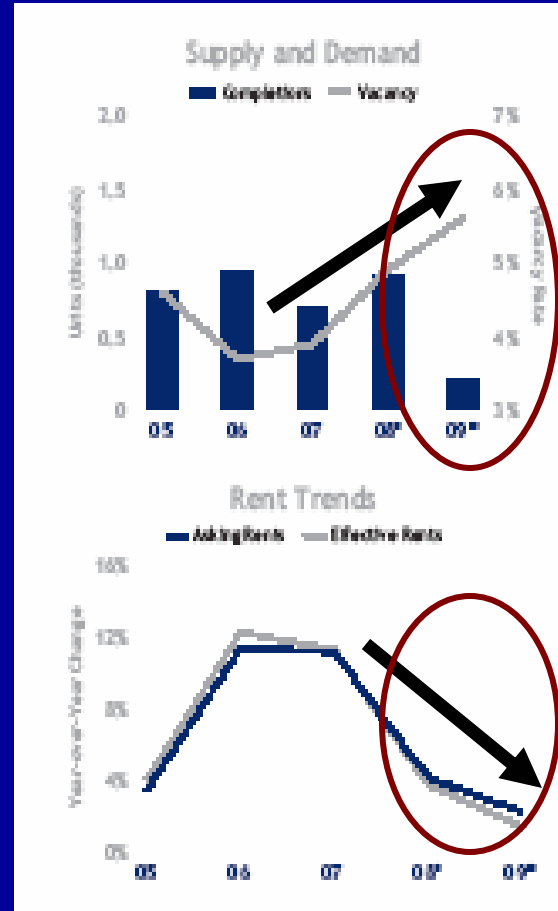 Supply and Demand
Completions Vacancy
2.0 7%
1.5 6%
1.0 5%
0.5 4%
0 3%
Units (thousands)
Vacancy Rate
05 06 07 08* 09**
Rent Trends
Asking Rents Effective Rents
16%
12%
8%
4%
0%
Year-over-Year Change
05 06 07 08* 09**